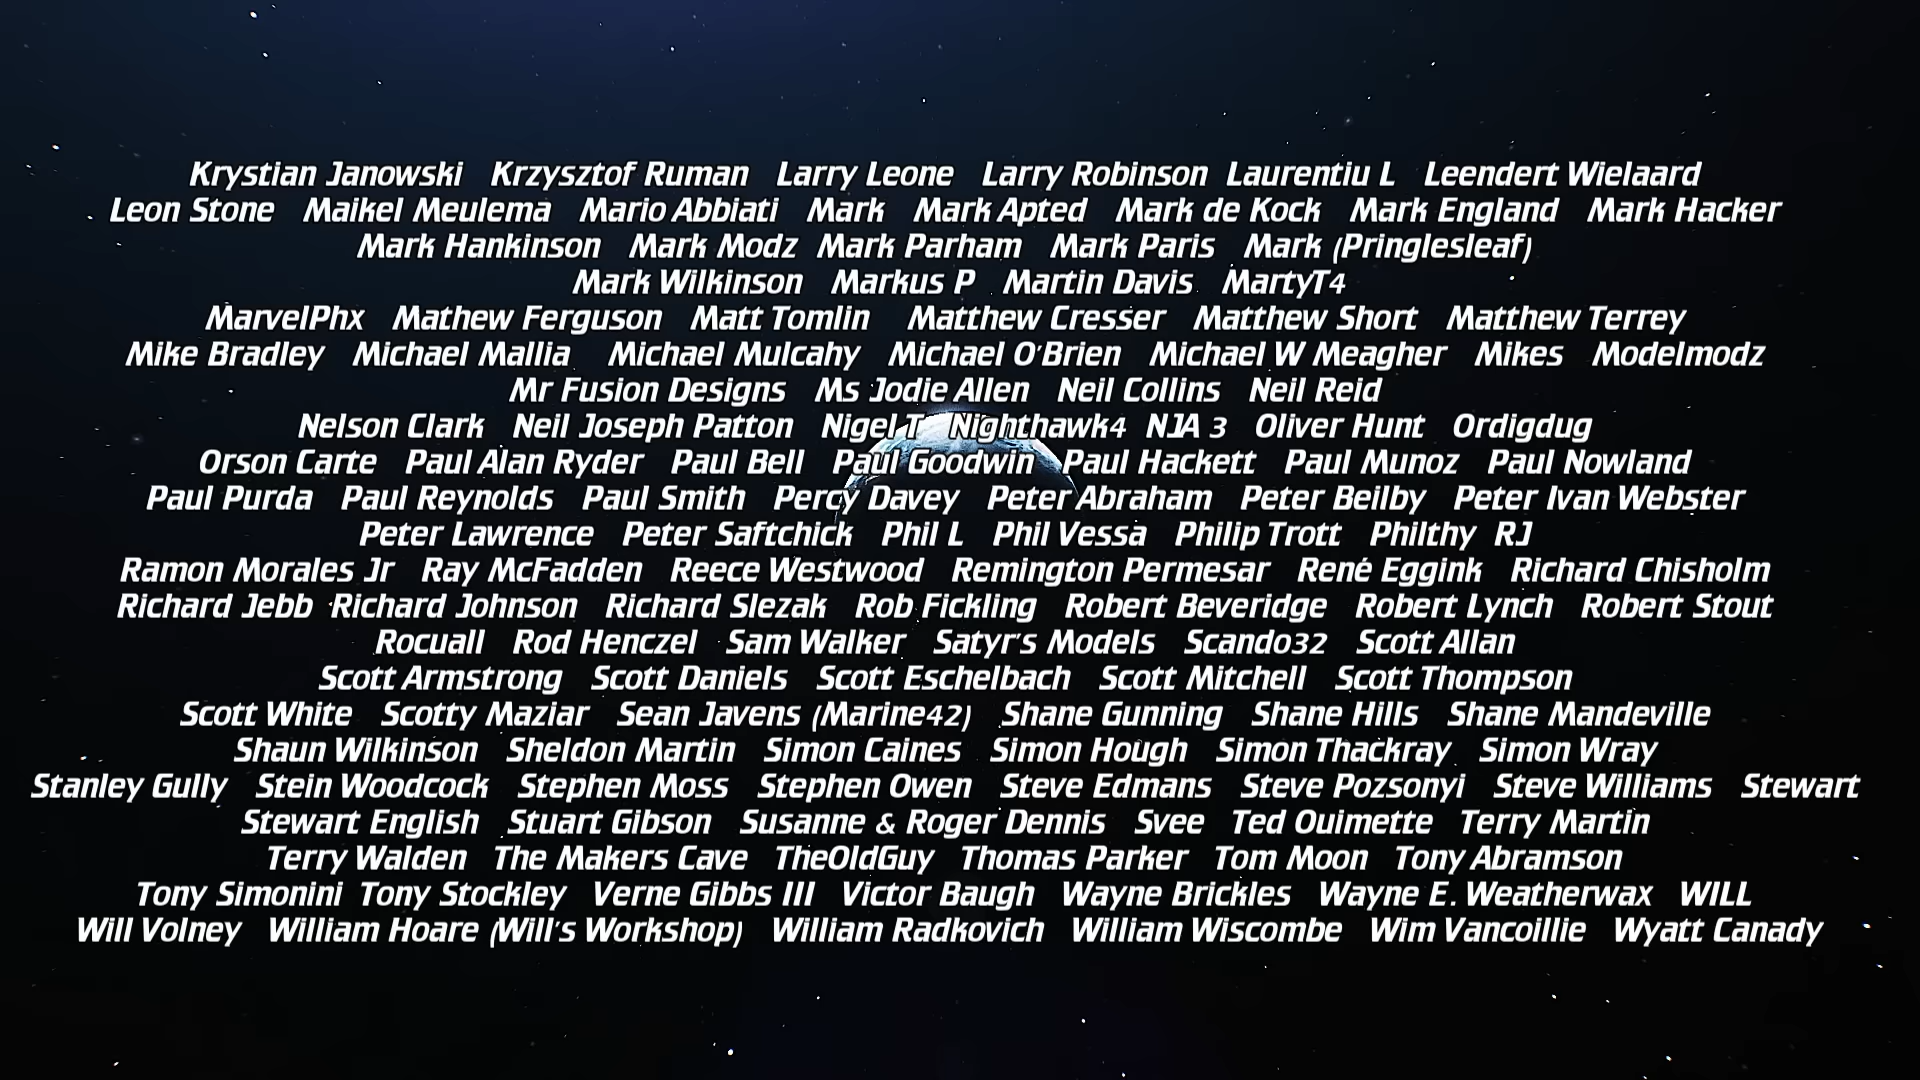 Krystian Janowski Krzysztof Ruman Larry Leone Larry Robinson Laurentiu L Leendert Wielaard
Leon Stone Maikel Meulema Mario Abbiati Mark Mark Apted Mark de Kock Mark England Mark Hacker
Mark Hankinson Mark Modz Mark Parham Mark Paris Mark (Pringlesleaf)
Mark Wilkinson Markus P Martin Davis MartyT4
MarvelPhx Mathew Ferguson Matt Tomlin Matthew Cresser Matthew Short Matthew Terrey
Mike Bradley Michael Mallia Michael Mulcahy Michael O'Brien Michael W Meagher Mikes Modelmodz
Mr Fusion Designs Ms Jodie Allen Neil Collins Neil Reid
Nelson Clark Neil Joseph Patton Nigel T Nighthawk4 NJA 3 Oliver Hunt Ordigdug
Orson Carte Paul Alan Ryder Paul Bell Paul Goodwin Paul Hackett Paul Munoz Paul Nowland
Paul Purda Paul Reynolds Paul Smith Percy Davey Peter Abraham Peter Beilby Peter Ivan Webster
Peter Lawrence Peter Saftchick Phil L Phil Vessa Philip Trott Philthy RJ
Ramon Morales Jr Ray McFadden Reece Westwood Remington Permesar René Eggink Richard Chisholm
Richard Jebb Richard Johnson Richard Slezak Rob Fickling Robert Beveridge Robert Lynch Robert Stout
Rocuall Rod Henczel Sam Walker Satyr's Models Scando32 Scott Allan
Scott Armstrong Scott Daniels Scott Eschelbach Scott Mitchell Scott Thompson
Scott White Scotty Maziar Sean Javens (Marine42) Shane Gunning Shane Hills Shane Mandeville
Shaun Wilkinson Sheldon Martin Simon Caines Simon Hough Simon Thackray Simon Wray
Stanley Gully Stein Woodcock Stephen Moss Stephen Owen Steve Edmans Steve Pozsonyi Steve Williams Stewart
Stewart English Stuart Gibson Susanne & Roger Dennis Svee Ted Ouimette Terry Martin
Terry Walden The Makers Cave TheOldGuy Thomas Parker Tom Moon Tony Abramson
Tony Simonini Tony Stockley Verne Gibbs III Victor Baugh Wayne Brickles Wayne E. Weatherwax WILL
Will Volney William Hoare (Will's Workshop) William Radkovich William Wiscombe Wim Vancoillie Wyatt Canady